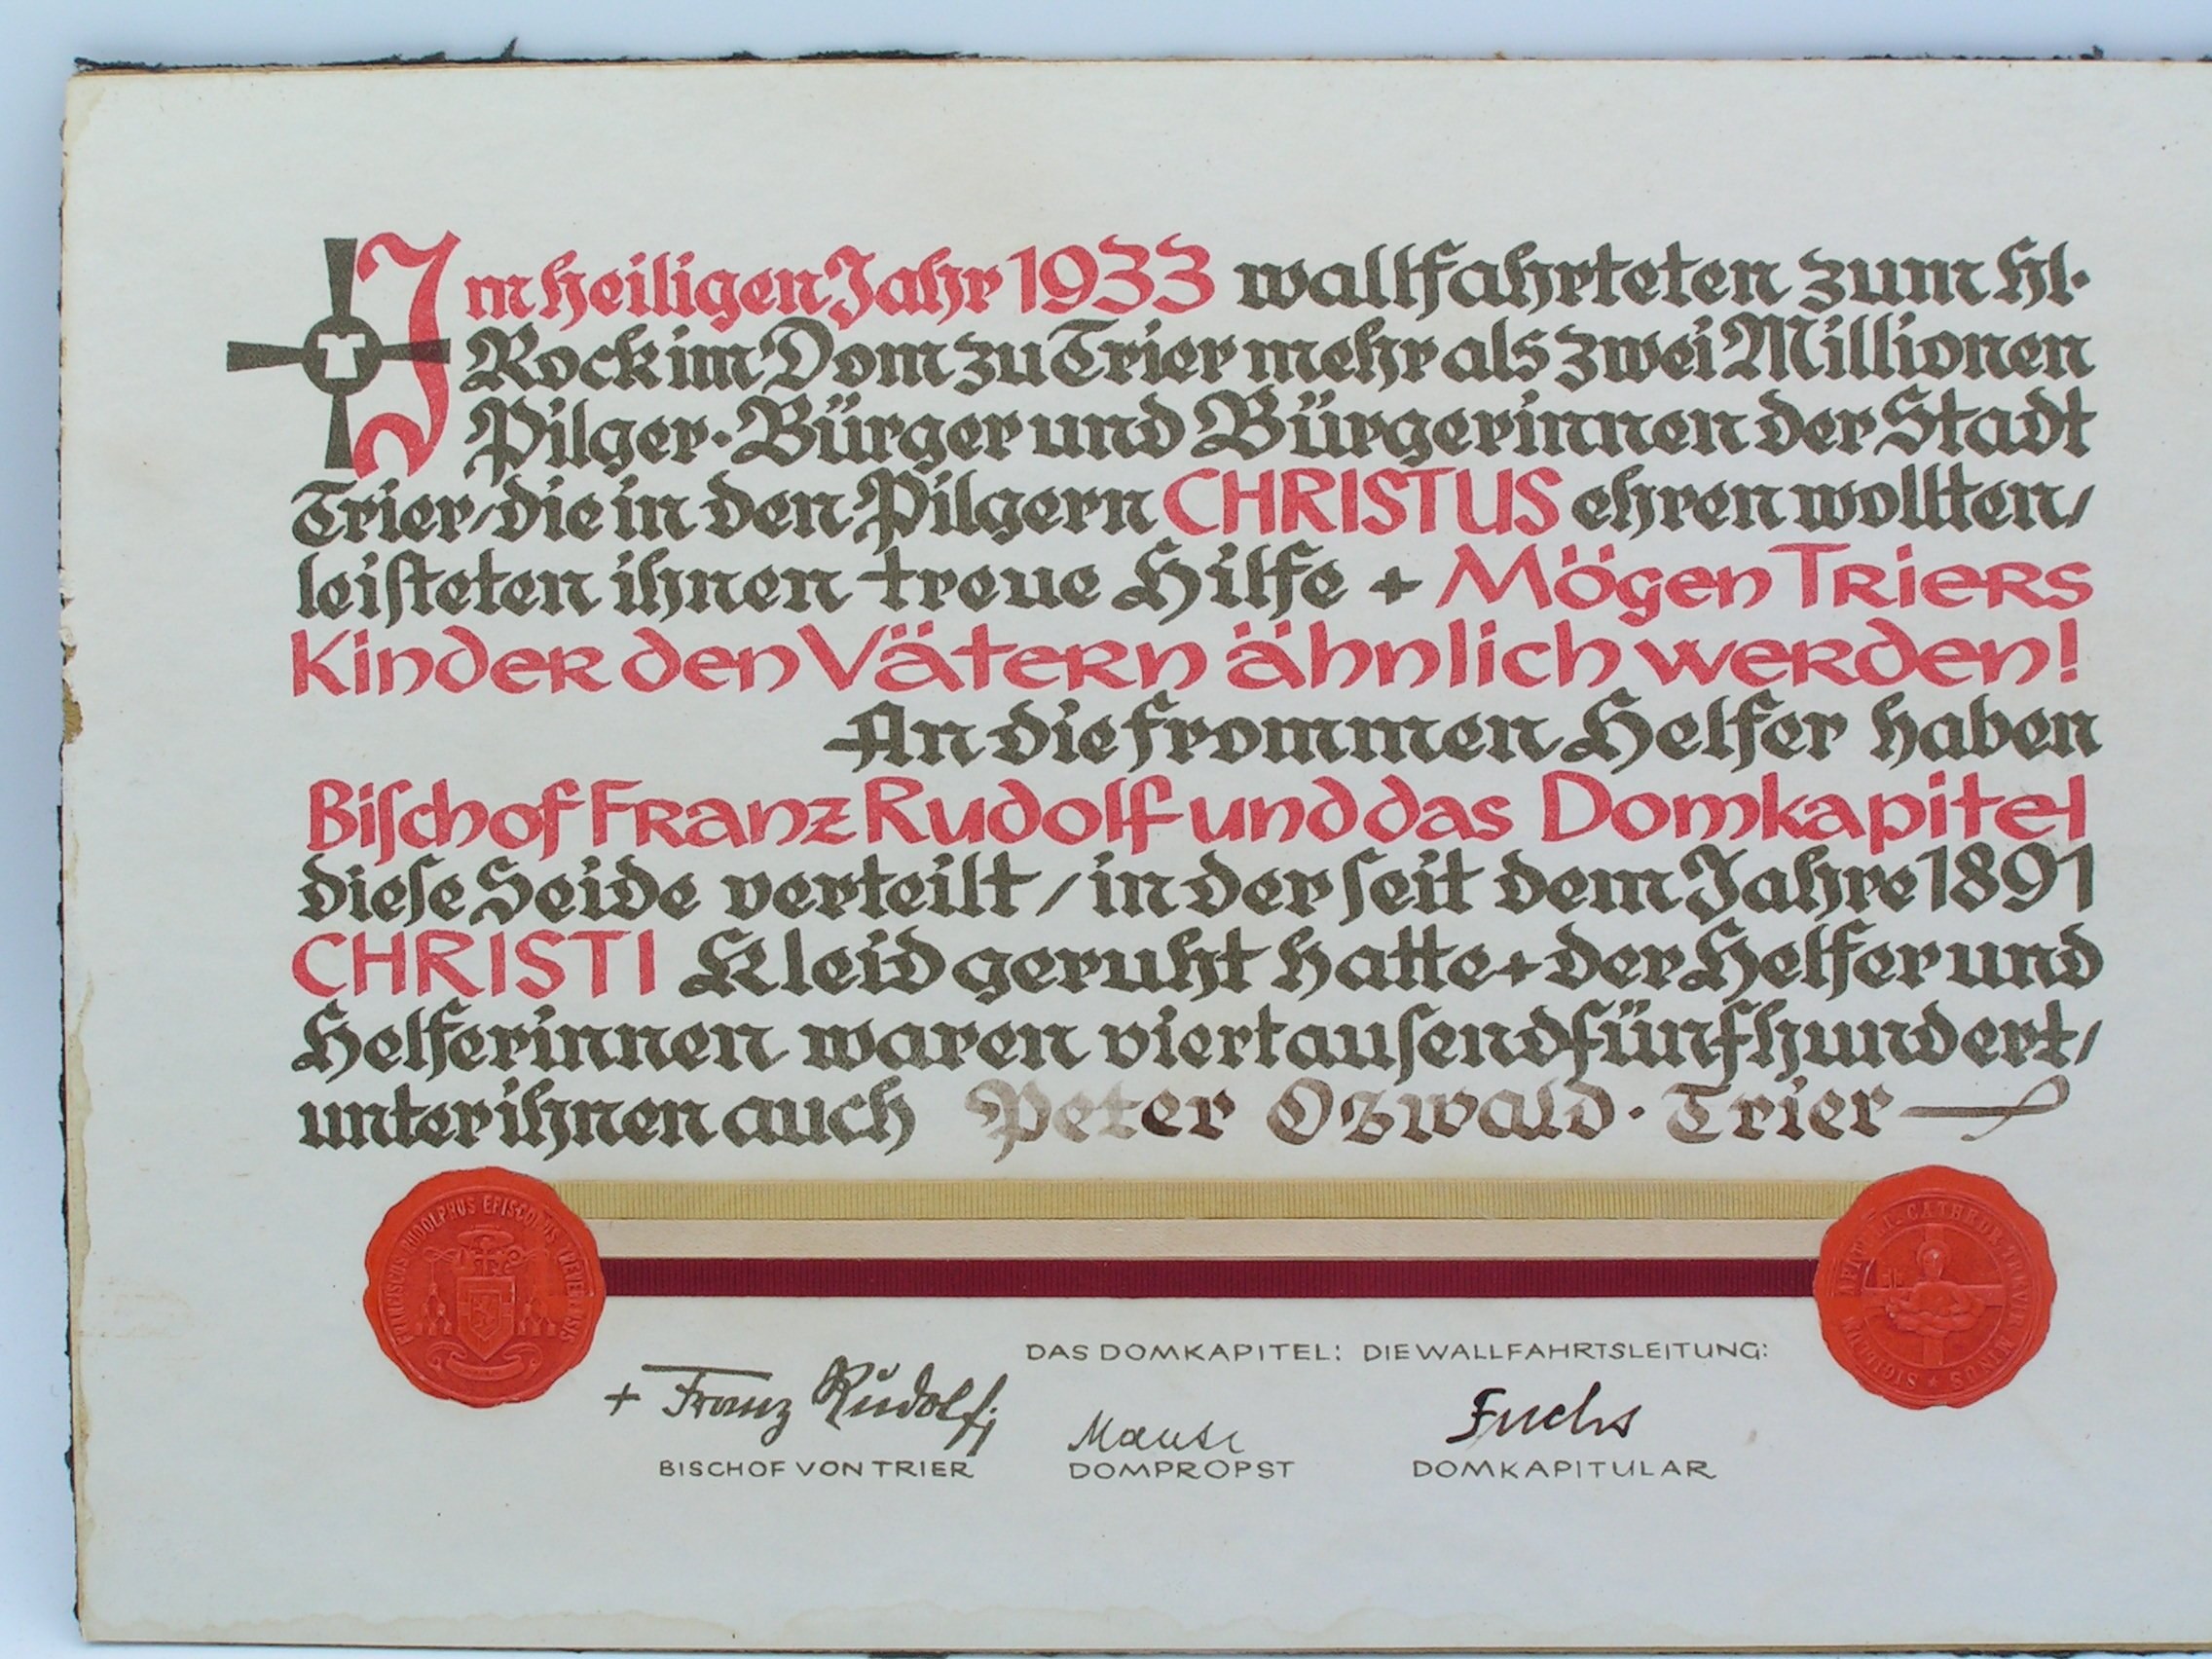 Im heiligen Jahr 1933 wallfahrteten zum hl.
Rock im Dom zu Trier mehr als zwei Millionen
Pilger · Bürger und Bürgerinnen der Stadt
Trier, die in den Pilgern CHRISTUS ehren wollten,
leiſteten ihnen treue Hilfe + Mögen Triers
Kinder den Vätern ähnlich werden!
An die frommen Helfer haben
Biſchof Franz Rudolf und das Domkapitel
dieſe Seide verteilt / in der ſeit dem Jahre 1891
CHRISTI Kleid geruht hatte + der Helfer und
Helferinnen waren viertauſendfünfhundert,
unter ihnen auch Peter Oswald · Trier
FRANCISCUS RUDOLPHUS EPISCOPUS TREVERENSIS
DAS DOMKAPITEL: DIE WALLFAHRTSLEITUNG:
+ Franz Rudolf
Fuchs
BISCHOF VON TRIER DOMPROPST DOMKAPITULAR